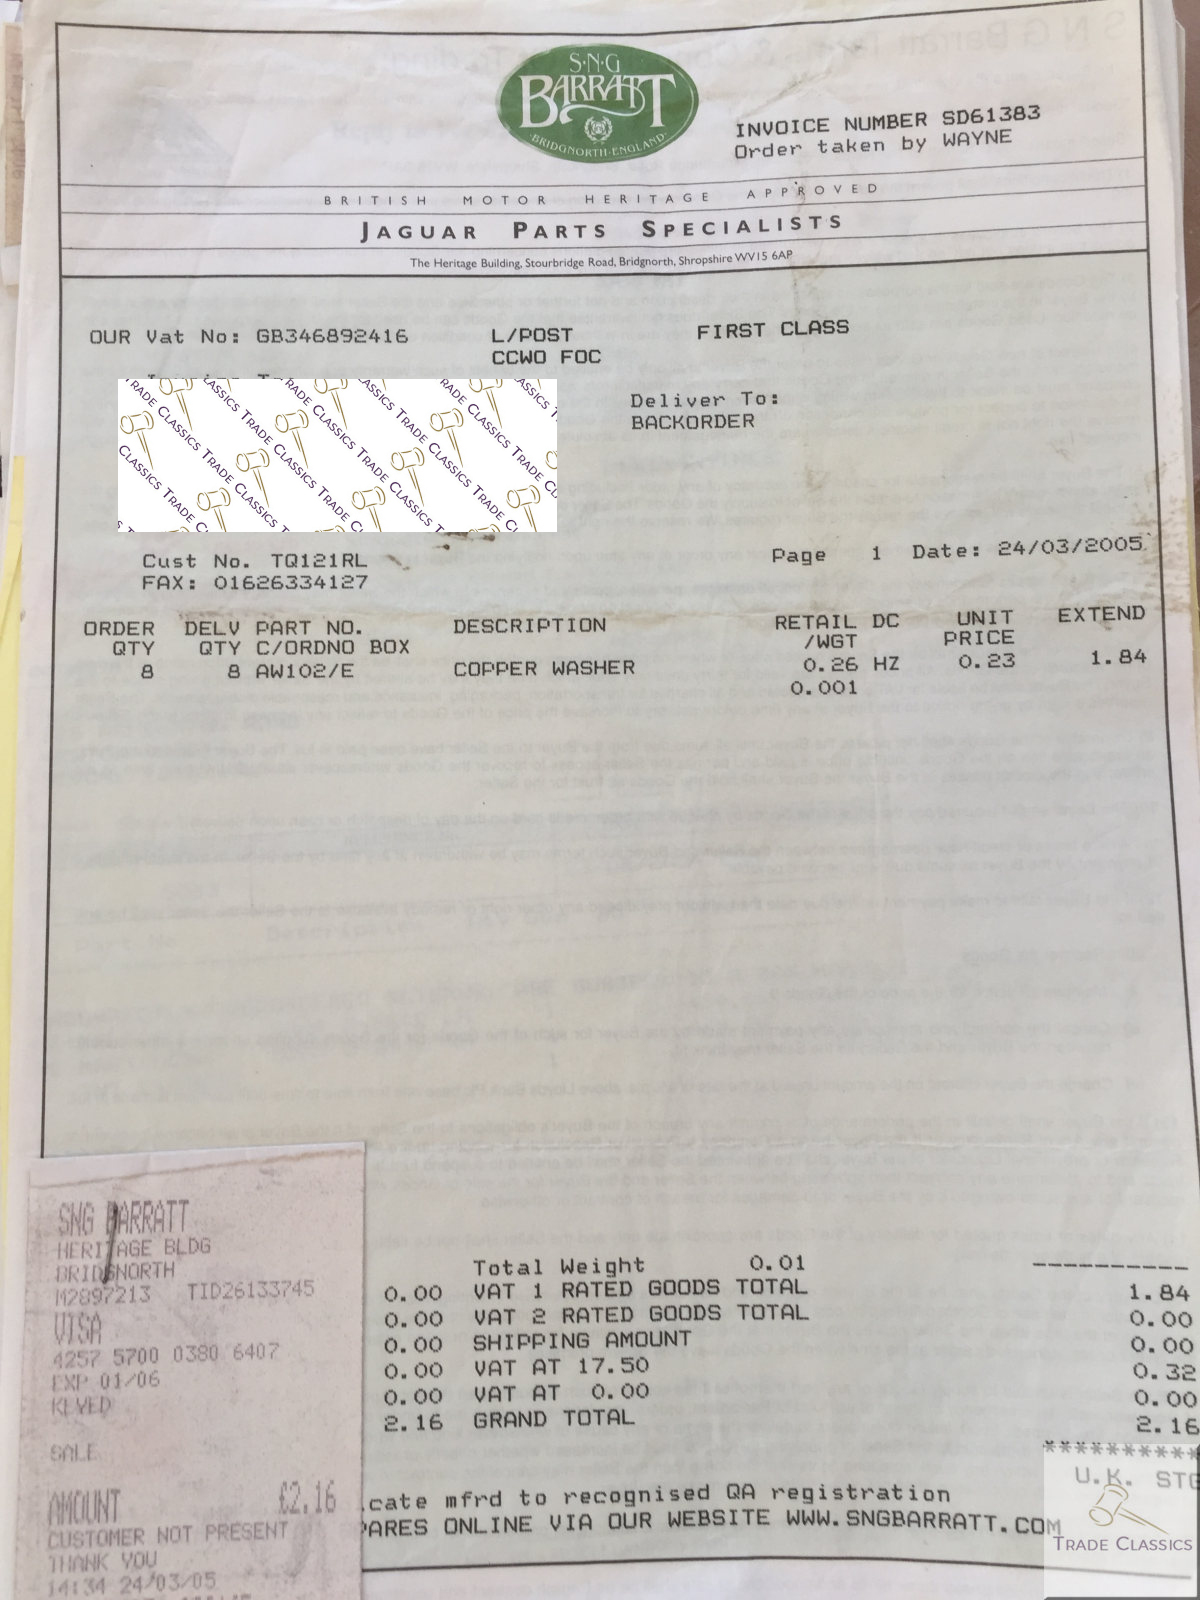 S·N·G
BARRATT
·BRIDGNORTH·ENGLAND·
INVOICE NUMBER SD61383
Order taken by WAYNE
BRITISH MOTOR HERITAGE APPROVED
JAGUAR PARTS SPECIALISTS
The Heritage Building, Stourbridge Road, Bridgnorth, Shropshire WV15 6AP
OUR Vat No: GB346892416 L/POST FIRST CLASS
CCWO FOC
Deliver To:
BACKORDER
TRADE CLASSICS TRADE CLASSICS TRADE CLASSICS
Cust No. TQ121RL
FAX: 01626334127
Page 1 Date: 24/03/2005
ORDER DELV PART NO. DESCRIPTION RETAIL DC UNIT EXTEND
QTY QTY C/ORDNO BOX /WGT PRICE
8 8 AW102/E COPPER WASHER 0.26 HZ 0.23 1.84
0.001
Total Weight 0.01 ----------
0.00 VAT 1 RATED GOODS TOTAL 1.84
0.00 VAT 2 RATED GOODS TOTAL 0.00
0.00 SHIPPING AMOUNT 0.00
0.00 VAT AT 17.50 0.32
0.00 VAT AT 0.00 0.00
2.16 GRAND TOTAL 2.16
**********
U.K. STG
cate mfrd to recognised QA registration
PARES ONLINE VIA OUR WEBSITE WWW.SNGBARRATT.COM
SNG BARRATT
HERITAGE BLDG
BRIDGNORTH
M2897213 TID26133745
VISA
4257 5700 0380 6407
EXP 01/06
KEYED
SALE
AMOUNT £2.16
CUSTOMER NOT PRESENT
THANK YOU
14:34 24/03/05
TRADE CLASSICS